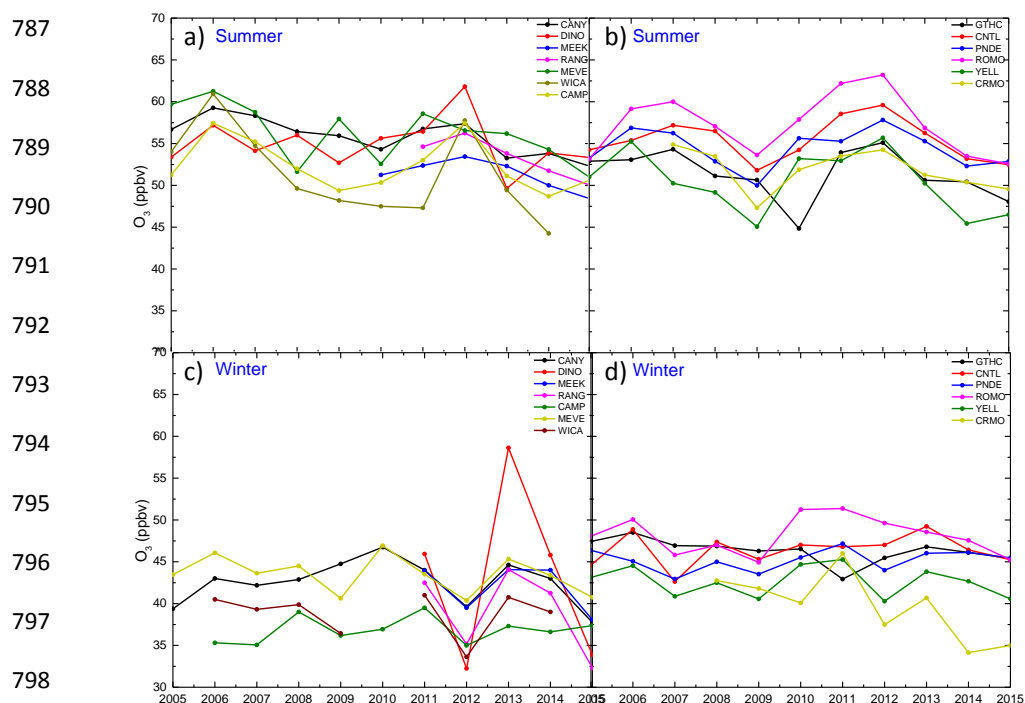 787
788
789
790
791
792
793
794
795
796
797
798
a) Summer
CANY
DINO
MEEK
RANG
MEVE
WICA
CAMP
b) Summer
GTHC
CNTL
PNDE
ROMO
YELL
CRMO
70
65
60
55
50
45
40
35
O3 (ppbv)
c) Winter
CANY
DINO
MEEK
RANG
CAMP
MEVE
WICA
d) Winter
GTHC
CNTL
PNDE
ROMO
YELL
CRMO
70
65
60
55
50
45
40
35
30
O3 (ppbv)
2005 2006 2007 2008 2009 2010 2011 2012 2013 2014
2006 2007 2008 2009 2010 2011 2012 2013 2014 2015